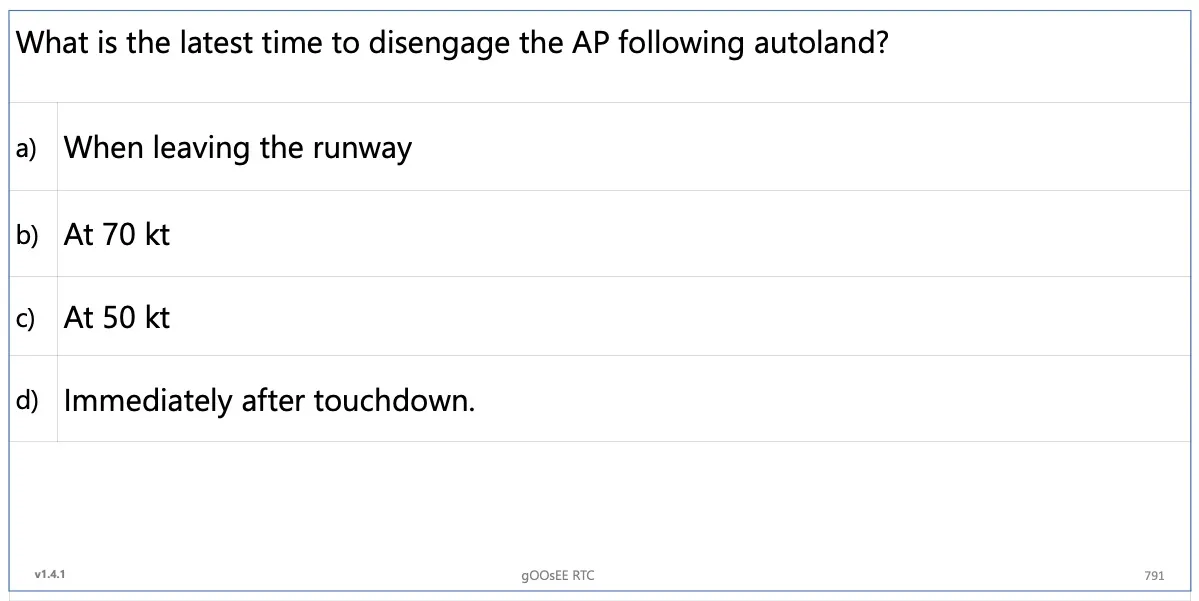 What is the latest time to disengage the AP following autoland?
a) When leaving the runway
b) At 70 kt
c) At 50 kt
d) Immediately after touchdown.
v1.4.1 gOOsEE RTC 791